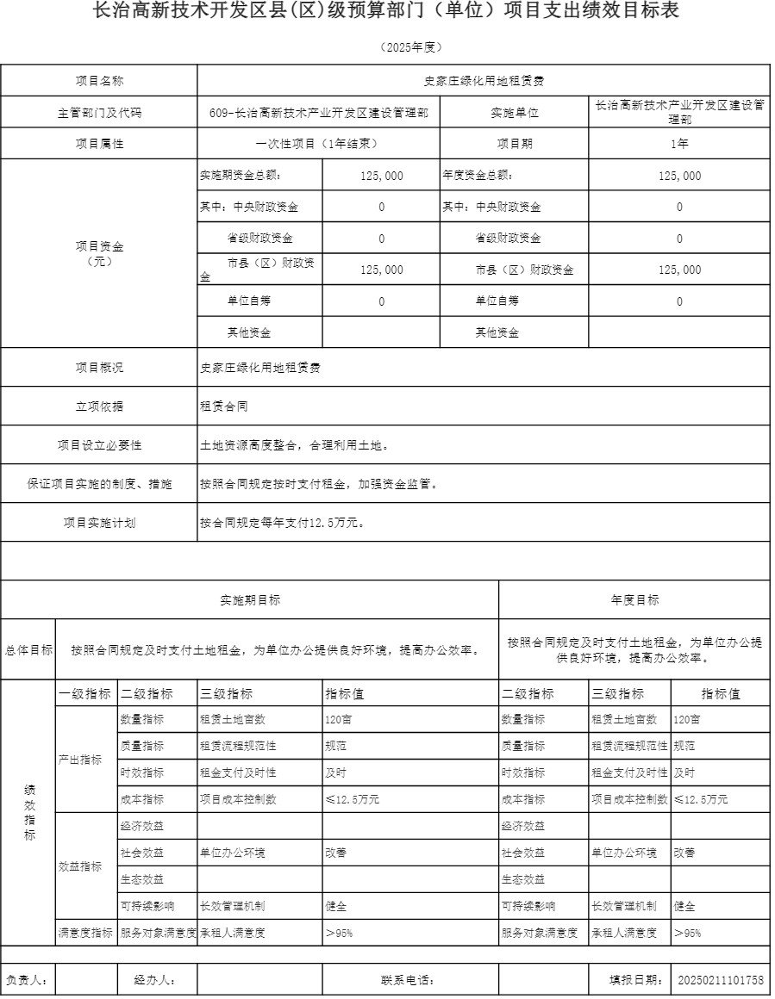 长治高新技术开发区县(区)级预算部门（单位）项目支出绩效目标表
（2025年度）
项目名称 史家庄绿化用地租赁费
主管部门及代码 609-长治高新技术产业开发区建设管理部 实施单位 长治高新技术产业开发区建设管
理部
项目属性 一次性项目（1年结束） 项目期 1年
项目资金
（元）
实施期资金总额： 125,000 年度资金总额： 125,000
其中：中央财政资金 0 其中：中央财政资金 0
省级财政资金 0 省级财政资金 0
市县（区）财政资
金 125,000 市县（区）财政资金 125,000
单位自筹 0 单位自筹 0
其他资金 其他资金
项目概况 史家庄绿化用地租赁费
立项依据 租赁合同
项目设立必要性 土地资源高度整合，合理利用土地。
保证项目实施的制度、措施 按照合同规定按时支付租金，加强资金监管。
项目实施计划 按合同规定每年支付12.5万元。
实施期目标 年度目标
总体目标 按照合同规定及时支付土地租金，为单位办公提供良好环境，提高办公效率。 按照合同规定及时支付土地租金，为单位办公提
供良好环境，提高办公效率。
绩
效
指
标
一级指标 二级指标 三级指标 指标值 二级指标 三级指标 指标值
产出指标
数量指标 租赁土地亩数 120亩 数量指标 租赁土地亩数 120亩
质量指标 租赁流程规范性 规范 质量指标 租赁流程规范性 规范
时效指标 租金支付及时性 及时 时效指标 租金支付及时性 及时
成本指标 项目成本控制数 ≤12.5万元 成本指标 项目成本控制数 ≤12.5万元
效益指标
经济效益 经济效益
社会效益 单位办公环境 改善 社会效益 单位办公环境 改善
生态效益 生态效益
可持续影响 长效管理机制 健全 可持续影响 长效管理机制 健全
满意度指标 服务对象满意度 承租人满意度 >95% 服务对象满意度 承租人满意度 >95%
负责人： 经办人： 联系电话： 填报日期： 20250211101758